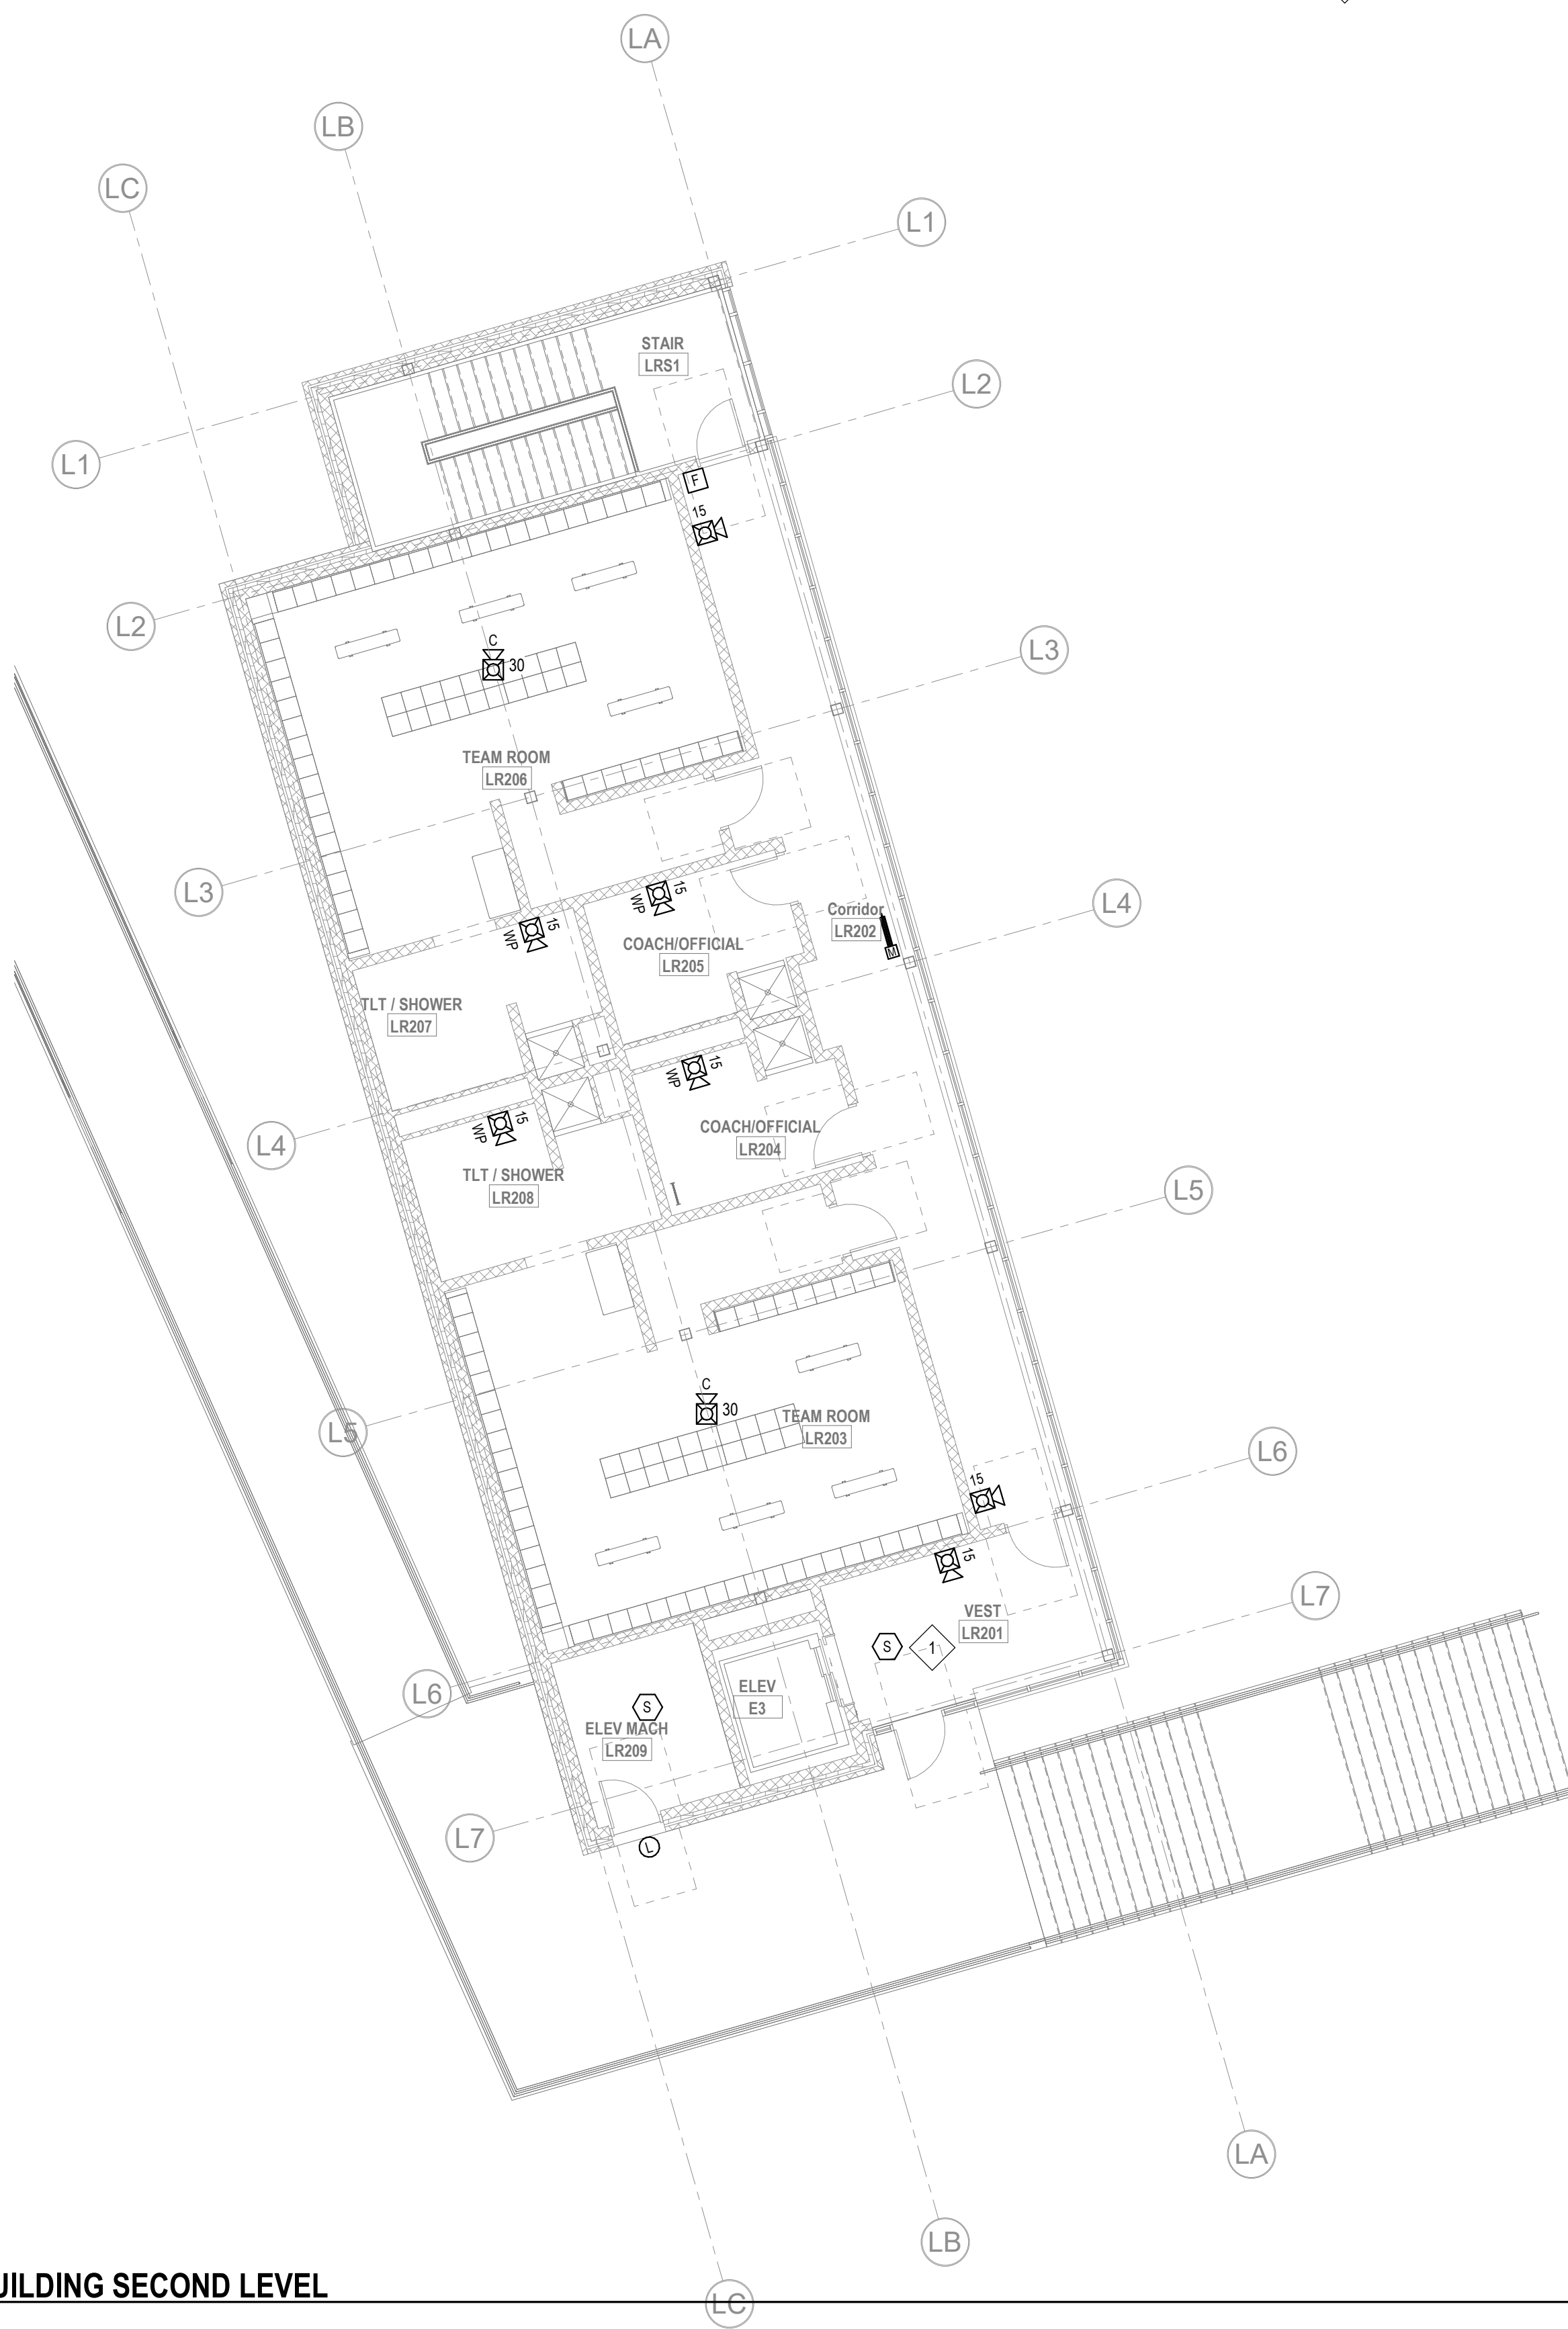 LA
LB
LC
L1
STAIR
LRS1
L2
L1
F
15
L2
C
30
L3
TEAM ROOM
LR206
L3
15
WP
15
WP
Corridor
LR202
L4
M
COACH/OFFICIAL
LR205
TLT / SHOWER
LR207
15
WP
15
WP
COACH/OFFICIAL
LR204
L4
TLT / SHOWER
LR208
L5
C
30
TEAM ROOM
LR203
L5
L6
15
15
VEST
LR201
L7
S
1
ELEV
E3
L6
S
ELEV MACH
LR209
L7
L
LA
LB
UILDING SECOND LEVEL
LC